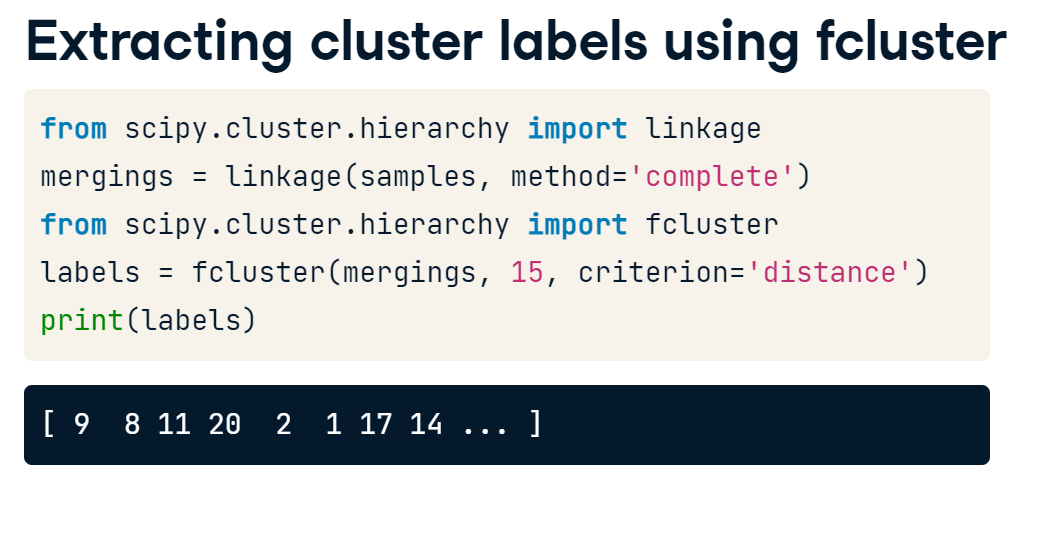 Extracting cluster labels using fcluster
from scipy.cluster.hierarchy import linkage
mergings = linkage(samples, method='complete')
from scipy.cluster.hierarchy import fcluster
labels = fcluster(mergings, 15, criterion='distance')
print(labels)
[ 9  8 11 20  2  1 17 14 ... ]